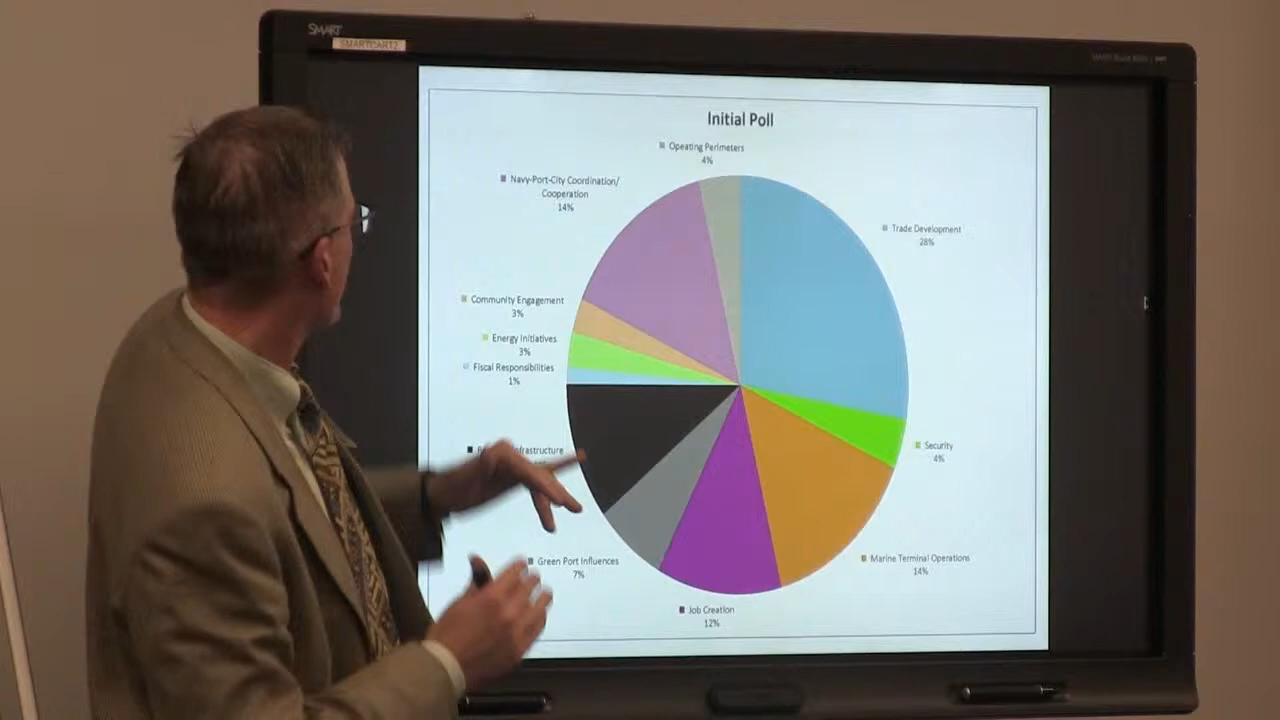 SMART
SMARTCART2
Initial Poll
Operating Perimeters
4%
Navy-Port-City Coordination/
Cooperation
14%
Trade Development
28%
Community Engagement
3%
Energy Initiatives
3%
Fiscal Responsibilities
1%
Infrastructure
Security
4%
Green Port Influences
7%
Marine Terminal Operations
14%
Job Creation
12%